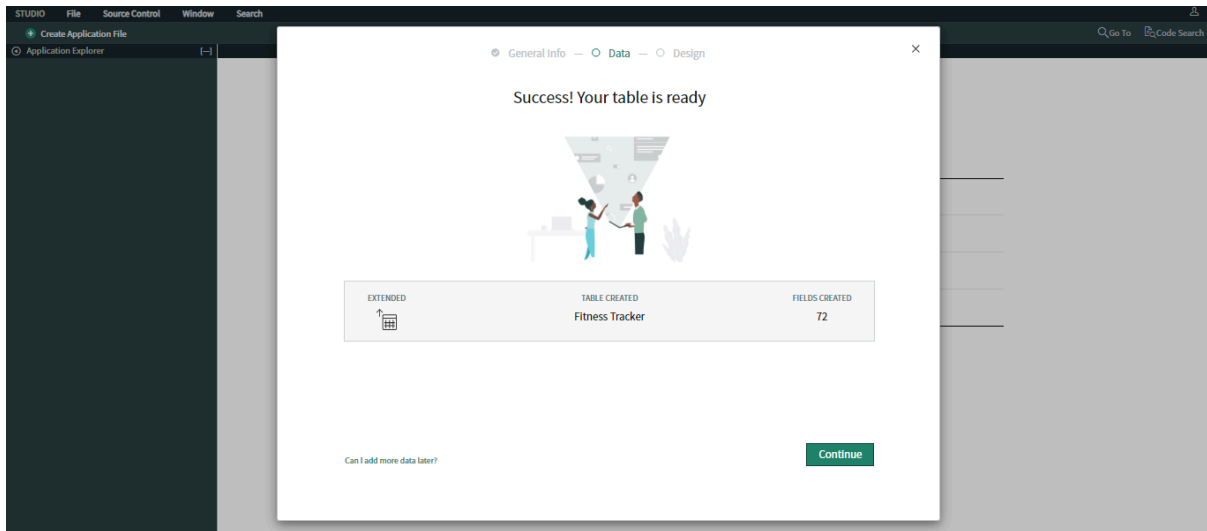 STUDIO File Source Control Window Search
Create Application File
Go To Code Search
Application Explorer
General Info — Data — Design
Success! Your table is ready
EXTENDED TABLE CREATED FIELDS CREATED
Fitness Tracker 72
Can I add more data later?
Continue